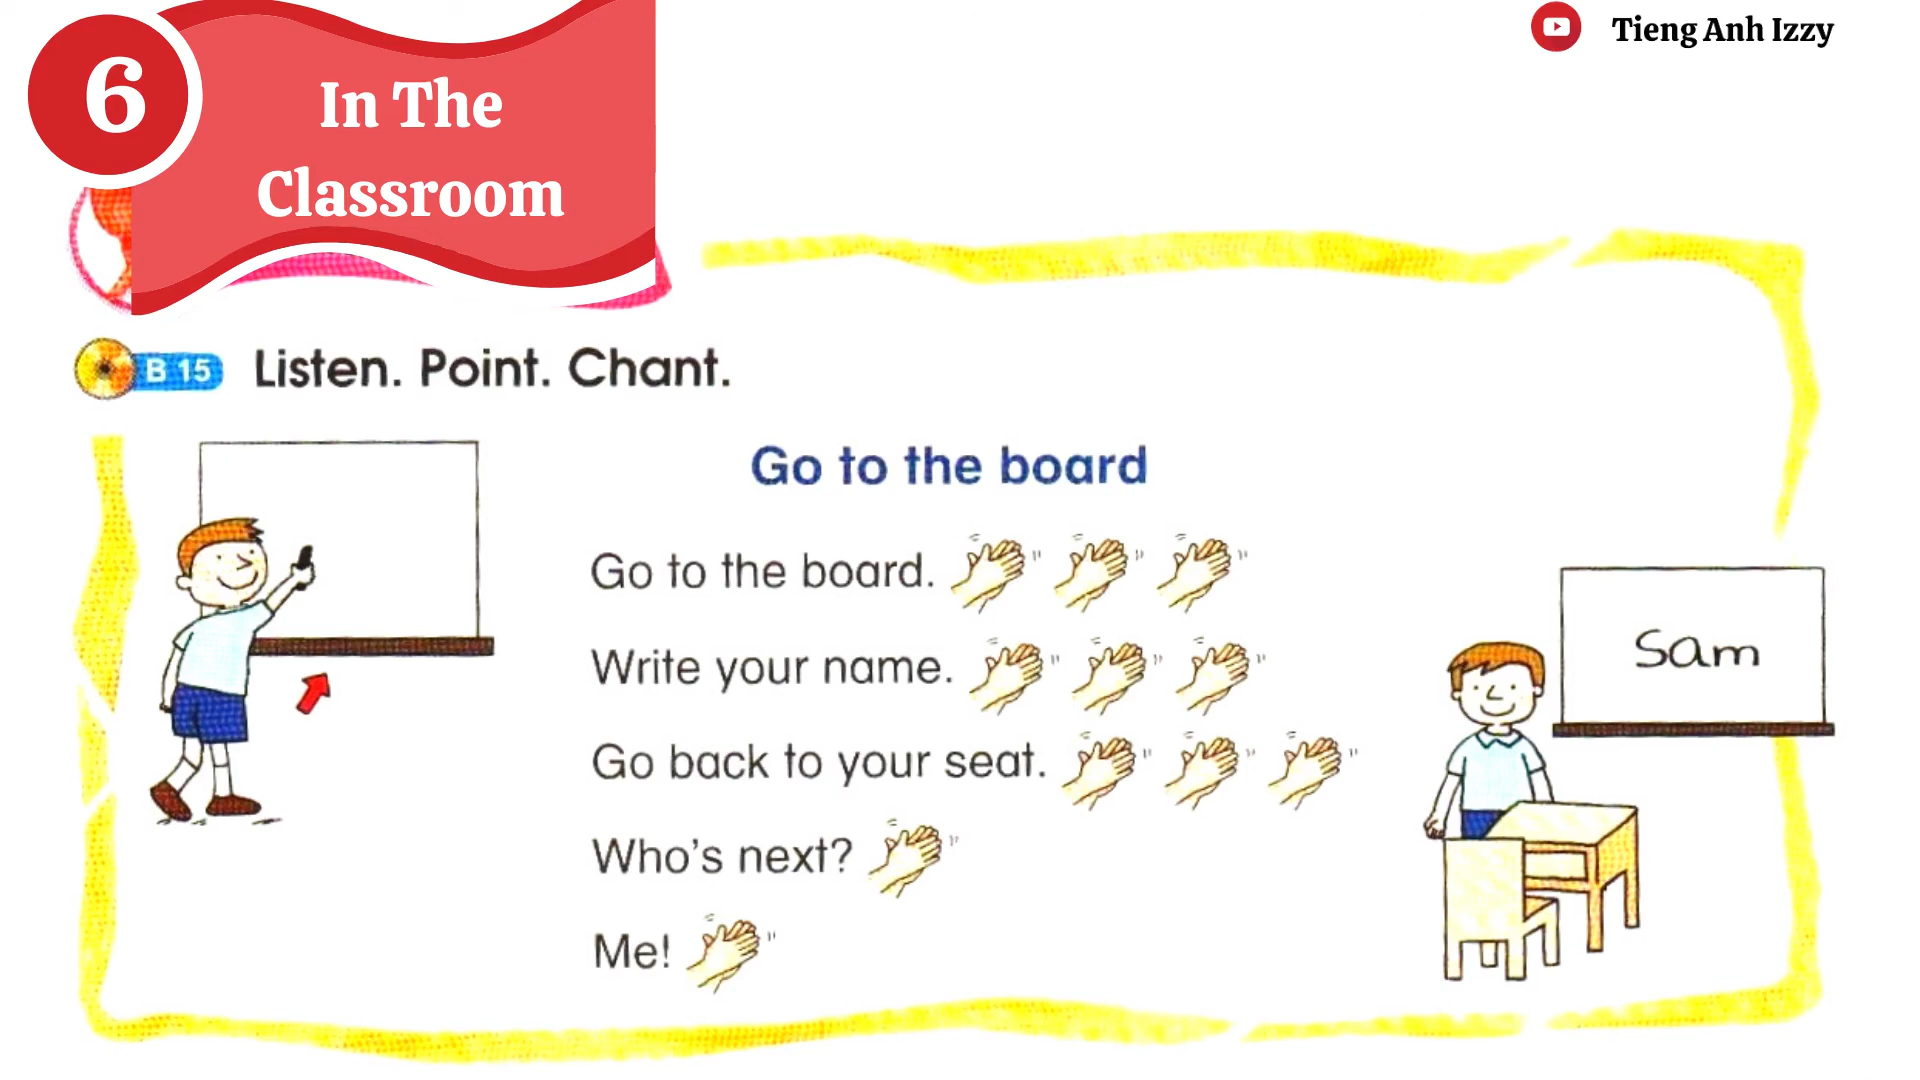 6
In The
Classroom
Tieng Anh Izzy
B 15
Listen. Point. Chant.
Go to the board
Go to the board.
Write your name.
Go back to your seat.
Who's next?
Me!
Sam